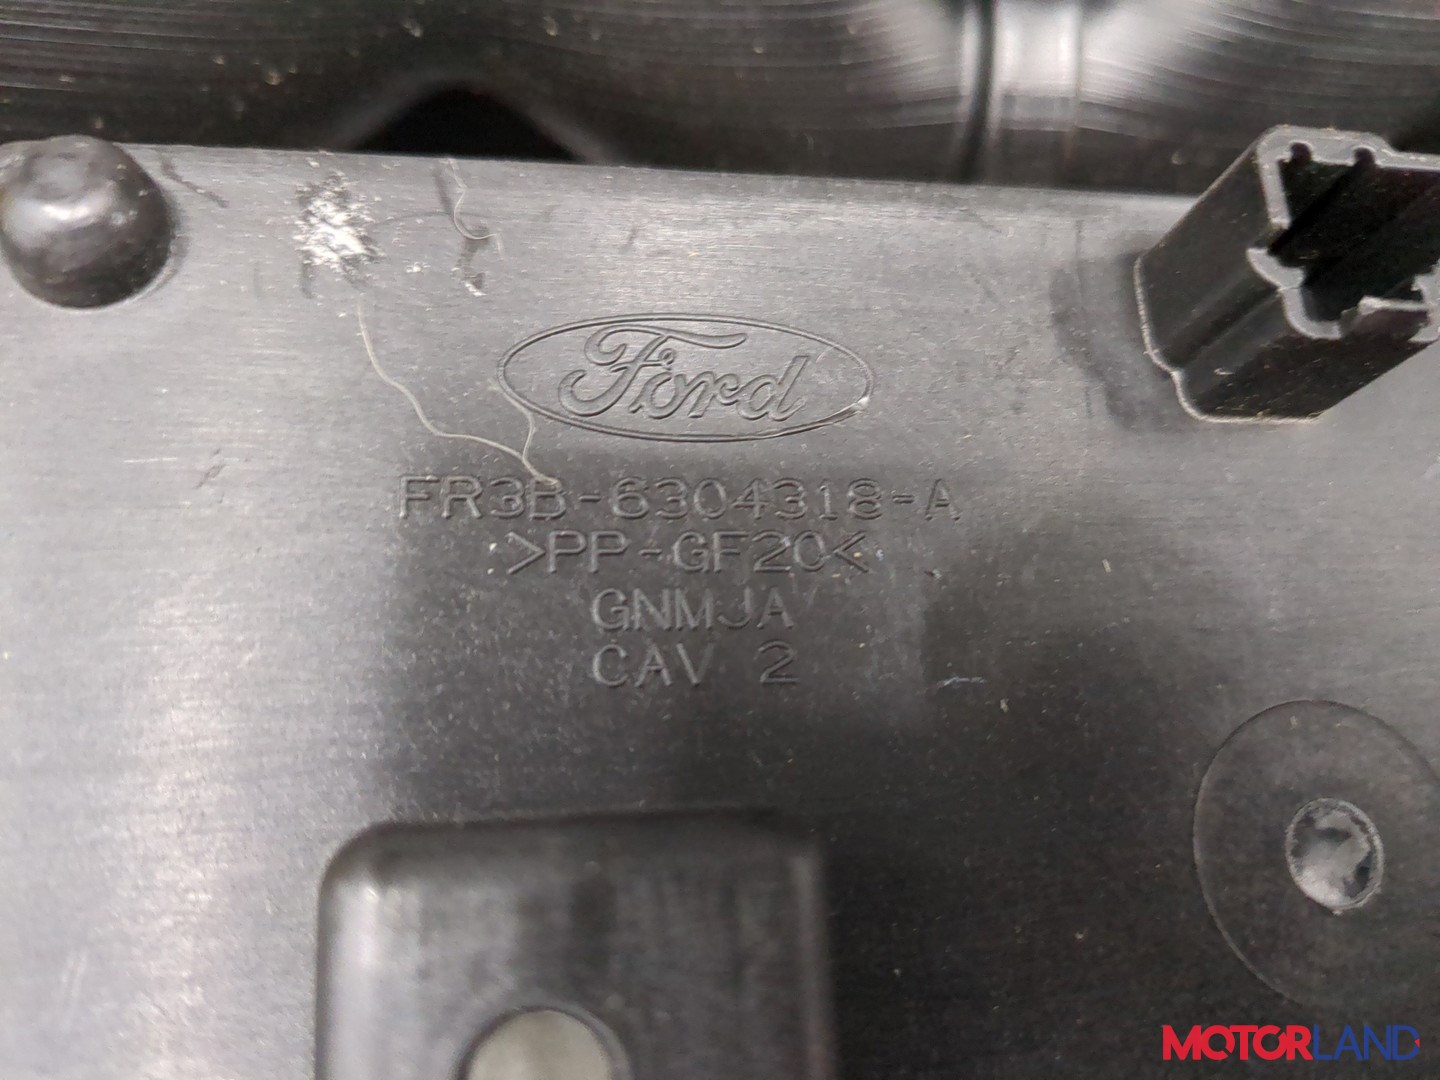 Ford
FR3B-6304318-A
>PP-GF20<
GNMJA
CAV 2
MOTORLAND